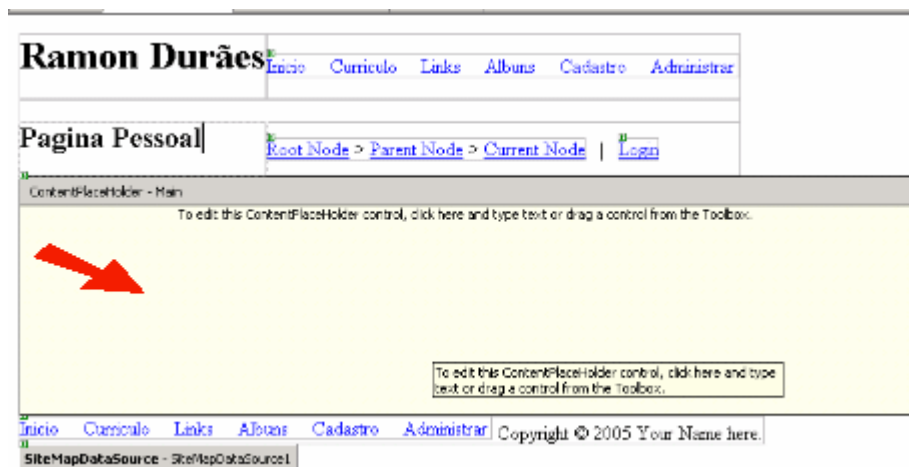 Ramon Durães
Inicio Curriculo Links Albuns Cadastro Administrar
Pagina Pessoal
Root Node > Parent Node > Current Node | Login
ContentPlaceHolder - Main
To edit this ContentPlaceHolder control, click here and type text or drag a control from the Toolbox.
To edit this ContentPlaceHolder control, click here and type
text or drag a control from the Toolbox.
Inicio Curriculo Links Albuns Cadastro Administrar Copyright © 2005 Your Name here.
SiteMapDataSource - SiteMapDataSource1